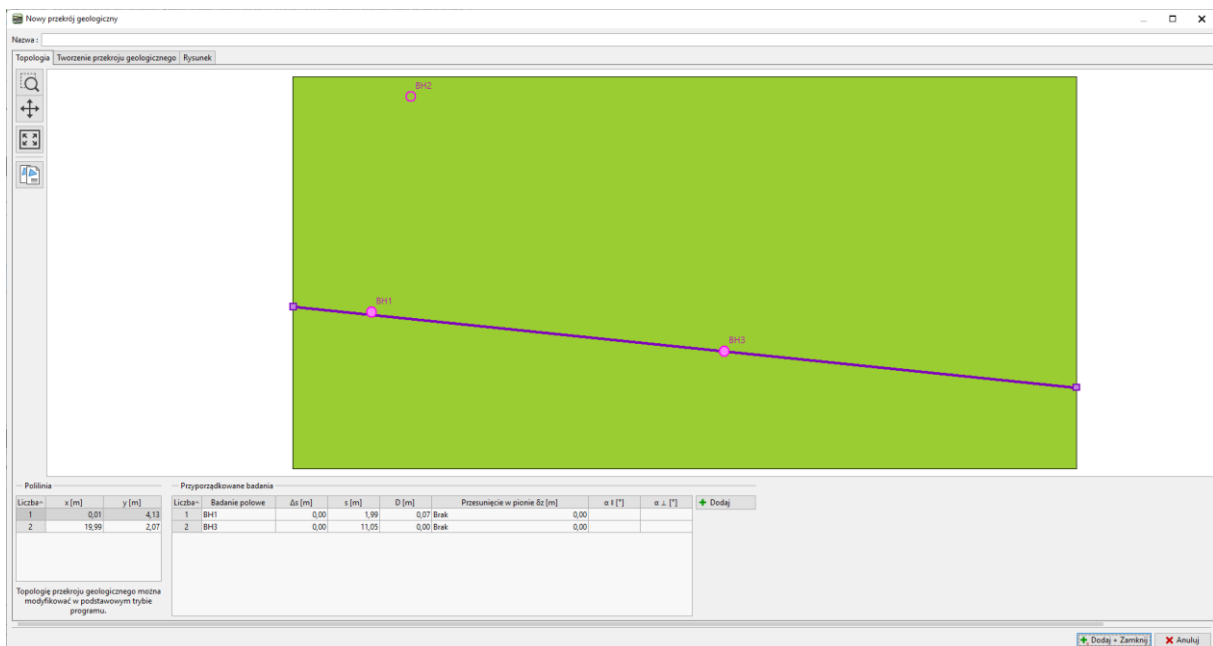 Nowy przekrój geologiczny
Nazwa :
Topologia Tworzenie przekroju geologicznego Rysunek
BH2
BH1
BH3
Polilinia
Liczba x [m] y [m]
1 0,01 4,13
2 19,99 2,07
Topologię przekroju geologicznego można
modyfikować w podstawowym trybie
programu.
Przyporządkowane badania
Liczba Badanie polowe Δs [m] s [m] D [m] Przesunięcie w pionie δz [m] α ∥ [°] α ⊥ [°]
1 BH1 0,00 1,99 0,07 Brak 0,00
2 BH3 0,00 11,05 0,00 Brak 0,00
Dodaj
Dodaj + Zamknij Anuluj